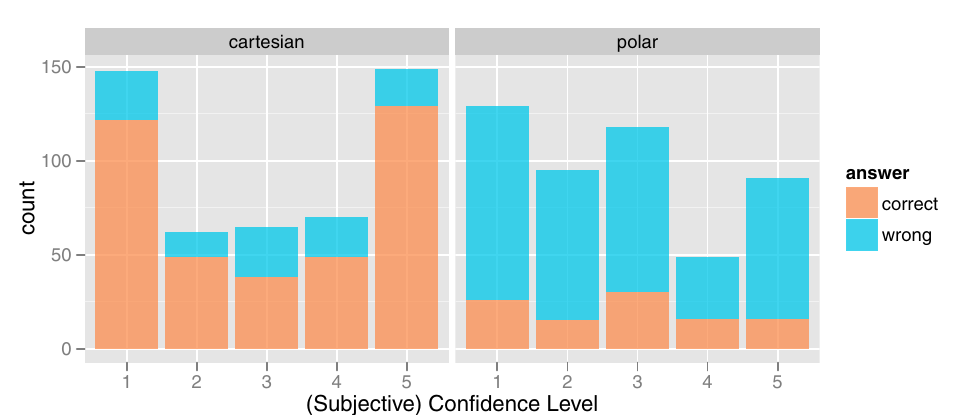 cartesian
polar
150
100
50
0
count
1 2 3 4 5
1 2 3 4 5
(Subjective) Confidence Level
answer
correct
wrong